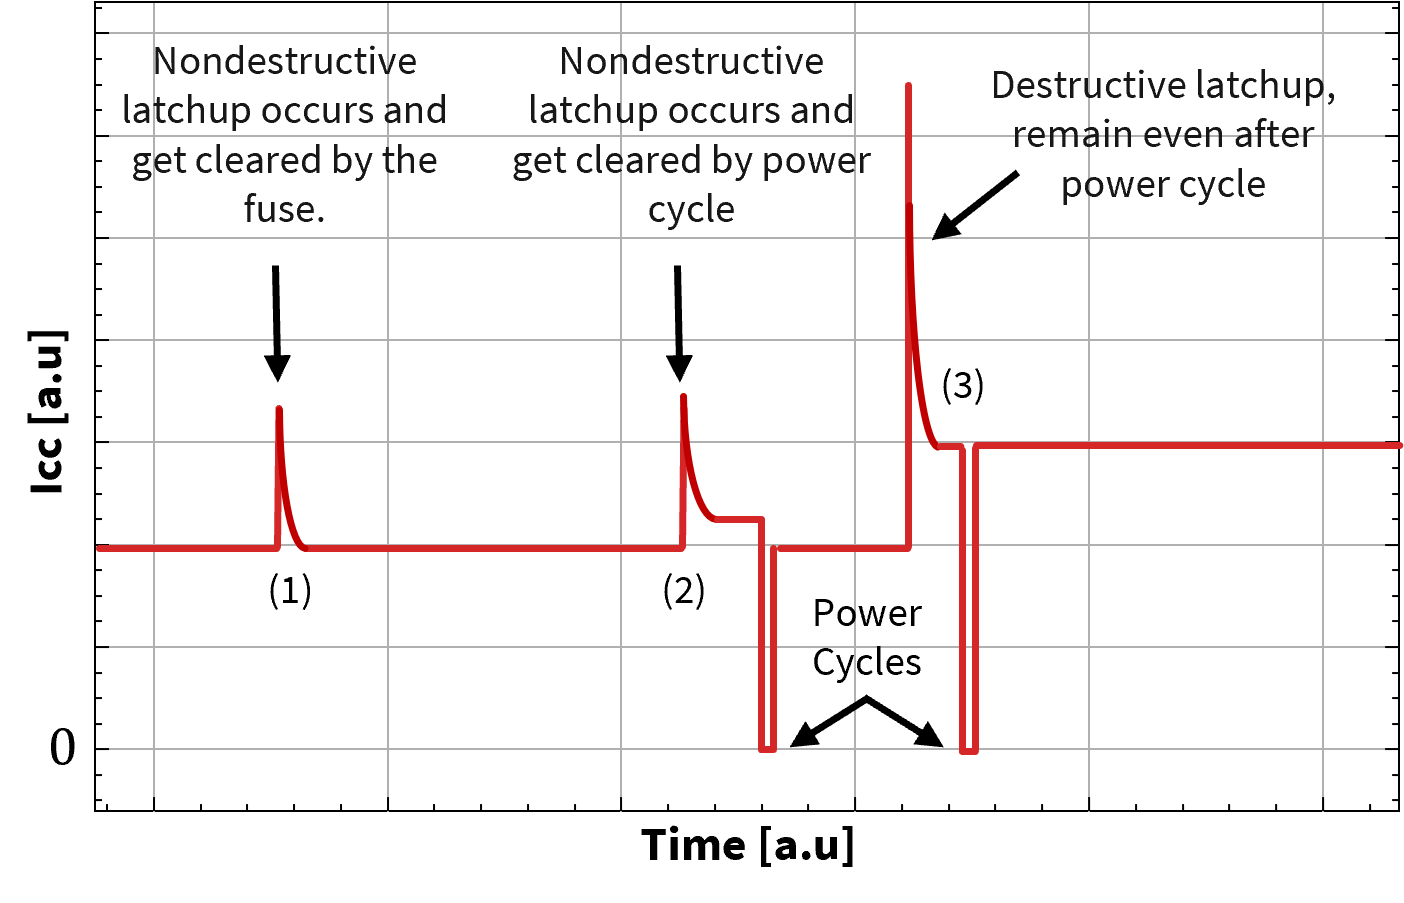 Nondestructive
latchup occurs and
get cleared by the
fuse.
Nondestructive
latchup occurs and
get cleared by power
cycle
Destructive latchup,
remain even after
power cycle
(1)
(2)
(3)
Power
Cycles
Icc [a.u]
0
Time [a.u]